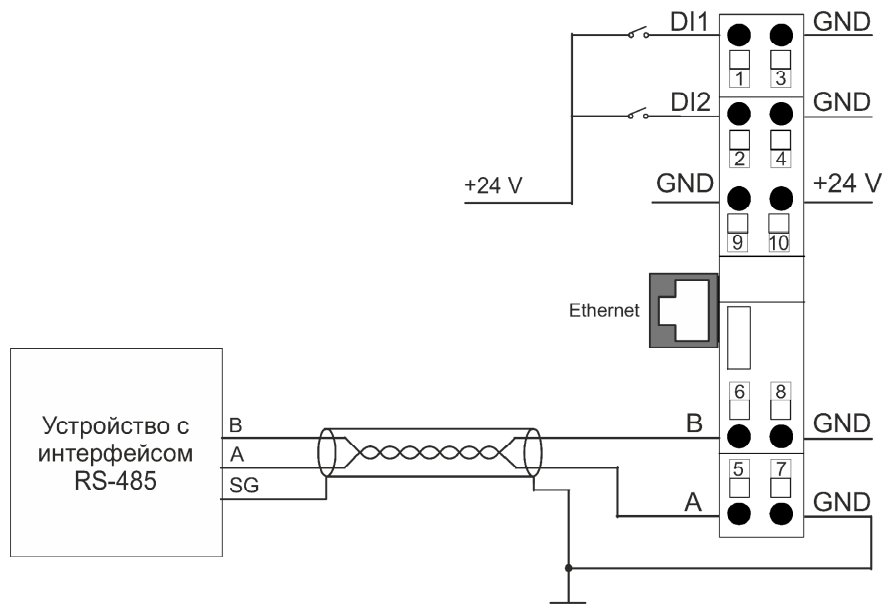 DI1 GND
1 3
DI2 GND
2 4
+24 V GND +24 V
9 10
Ethernet
6 8
B B GND
Устройство с
интерфейсом
RS-485
A
5 7
SG A GND